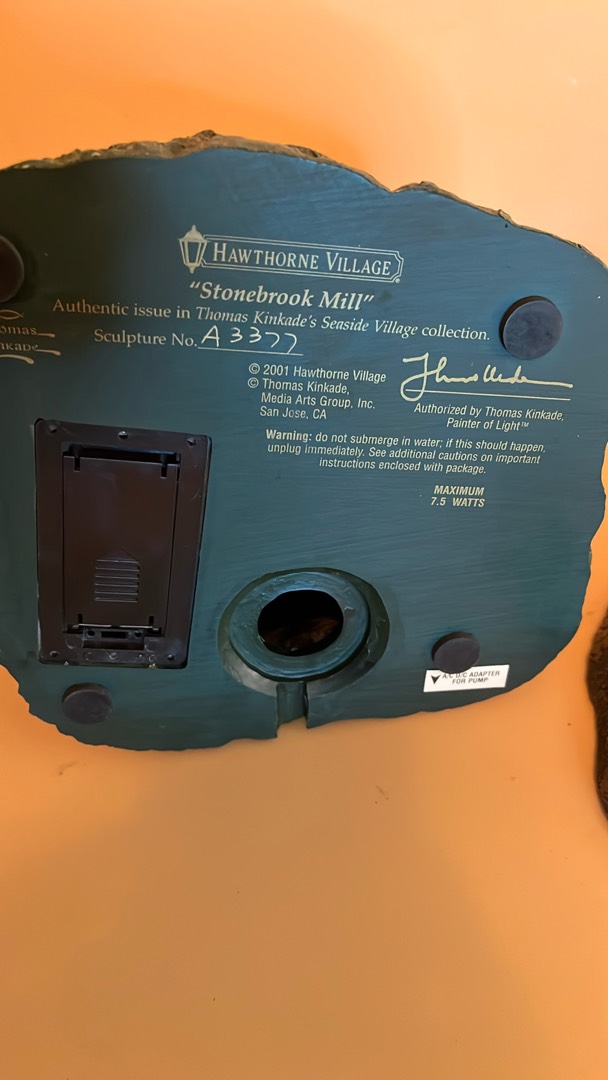 HAWTHORNE VILLAGE
"Stonebrook Mill"
Authentic issue in Thomas Kinkade's Seaside Village collection.
Sculpture No. A3377
© 2001 Hawthorne Village
© Thomas Kinkade,
Media Arts Group, Inc.
San Jose, CA
Authorized by Thomas Kinkade,
Painter of Light™
Warning: do not submerge in water; if this should happen,
unplug immediately. See additional cautions on important
instructions enclosed with package.
MAXIMUM
7.5 WATTS
A/C D/C ADAPTER
FOR PUMP